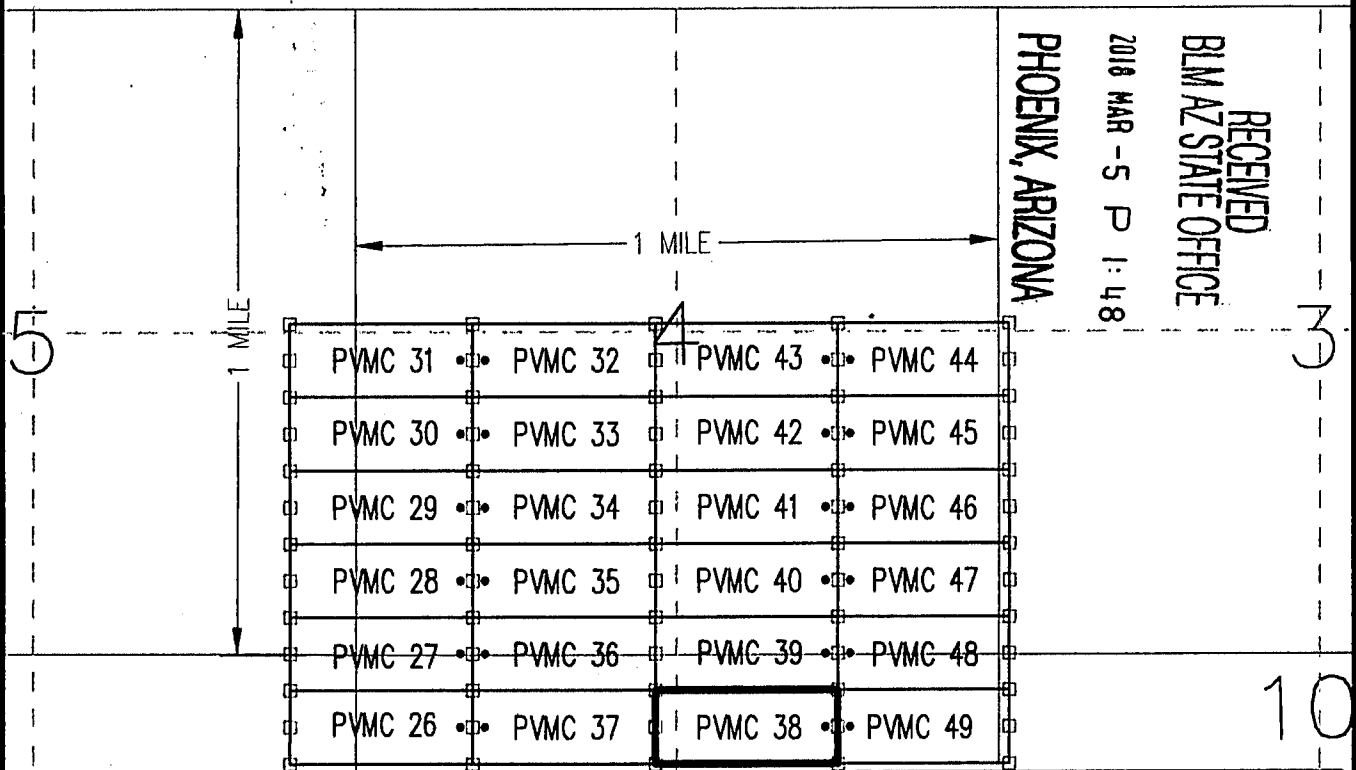 RECEIVED
BLM AZ STATE OFFICE
2018 MAR -5 P 1:48
PHOENIX, ARIZONA
1 MILE
1 MILE
5
4
3
PVMC 31 PVMC 32 PVMC 43 PVMC 44
PVMC 30 PVMC 33 PVMC 42 PVMC 45
PVMC 29 PVMC 34 PVMC 41 PVMC 46
PVMC 28 PVMC 35 PVMC 40 PVMC 47
PVMC 27 PVMC 36 PVMC 39 PVMC 48
PVMC 26 PVMC 37 PVMC 38 PVMC 49
10